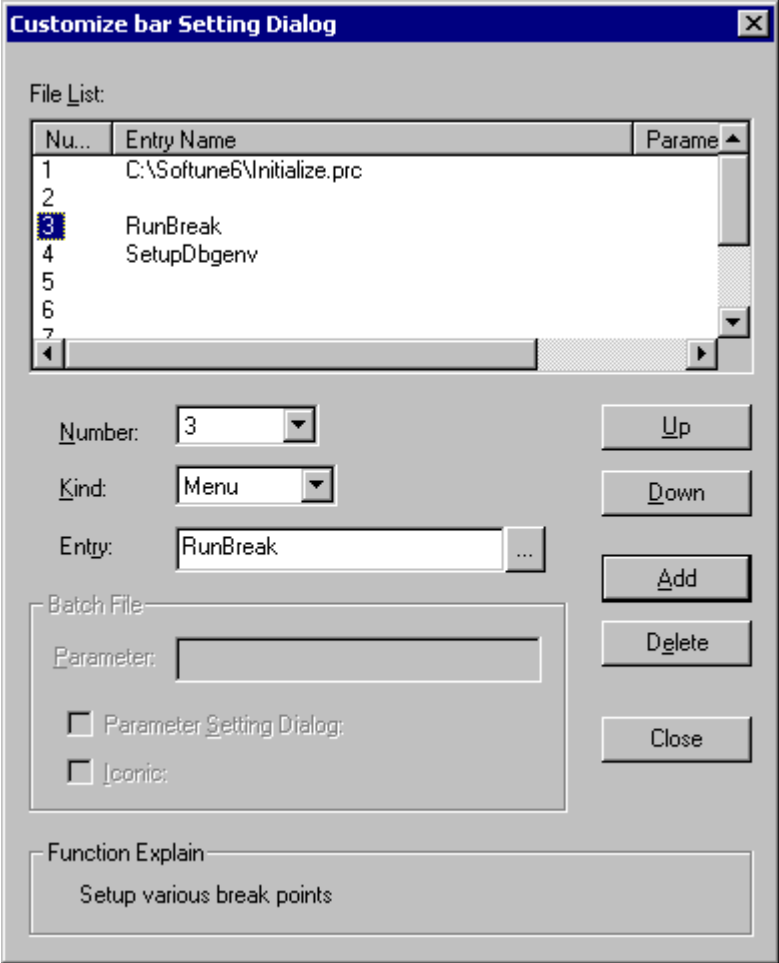 Customize bar Setting Dialog
File List:
Nu... Entry Name Parame
1 C:\Softune6\Initialize.prc
2
3 RunBreak
4 SetupDbgenv
5
6
7
Number: 3 Up
Kind: Menu Down
Entry: RunBreak ... Add
Batch File
Parameter: Delete
Parameter Setting Dialog:
Close
Iconic:
Function Explain
Setup various break points